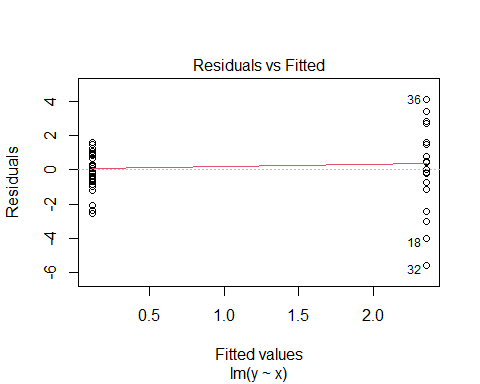 Residuals vs Fitted
Residuals
4
2
0
-2
-4
-6
36
18
32
0.5 1.0 1.5 2.0
Fitted values
lm(y ~ x)